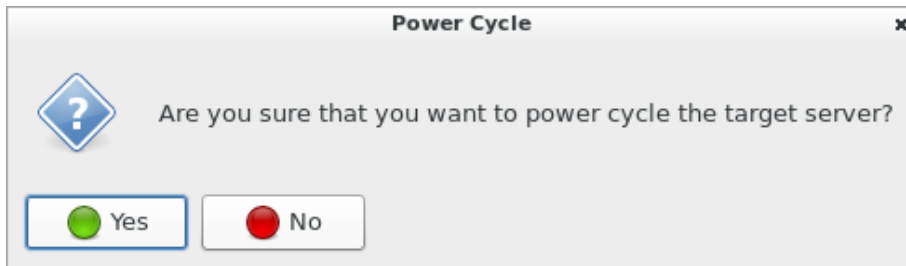 Power Cycle
Are you sure that you want to power cycle the target server?
Yes
No